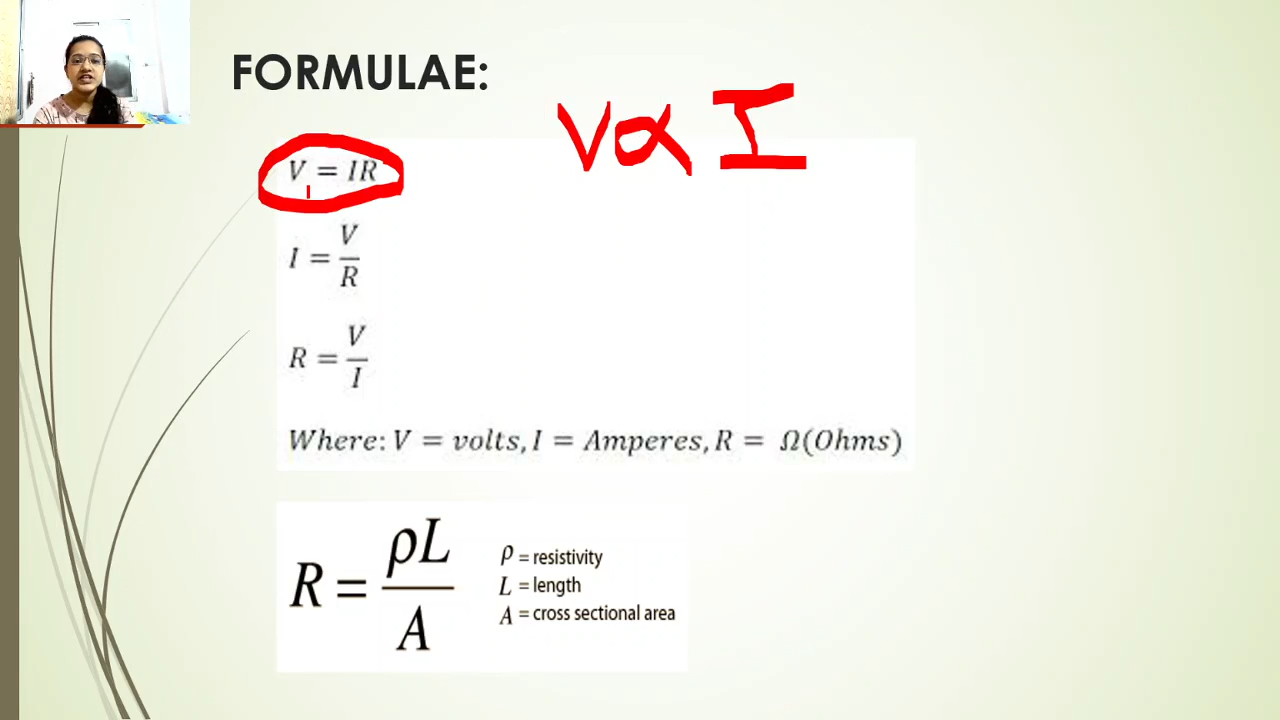 FORMULAE:
V ∝ I
V = IR
I = V/R
R = V/I
Where: V = volts, I = Amperes, R = Ω(Ohms)
R = ρL/A
ρ = resistivity
L = length
A = cross sectional area